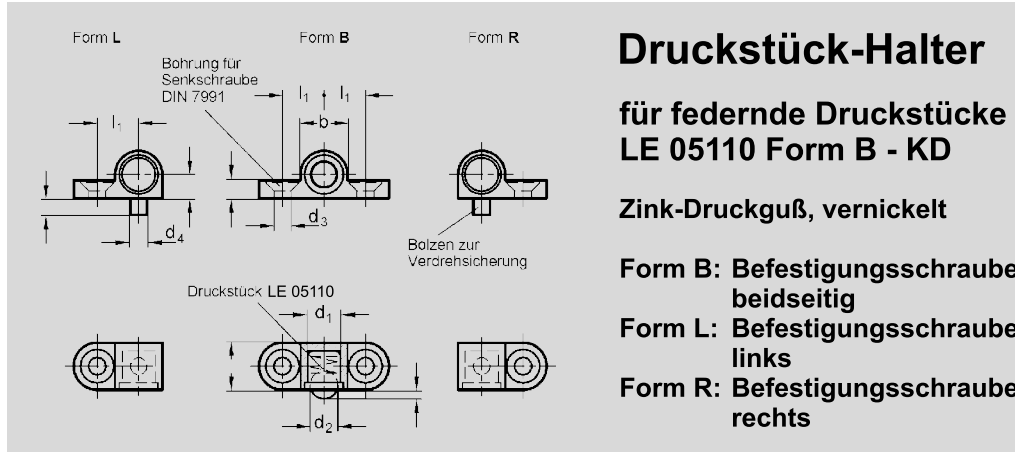 Form L
Form B
Form R
Bohrung für
Senkschraube
DIN 7991
l1
l1
l1
b
d3
d4
Bolzen zur
Verdrehsicherung
Druckstück LE 05110
d1
d2
Druckstück-Halter
für federnde Druckstücke
LE 05110 Form B - KD
Zink-Druckguß, vernickelt
Form B: Befestigungsschraube
beidseitig
Form L: Befestigungsschraube
links
Form R: Befestigungsschraube
rechts